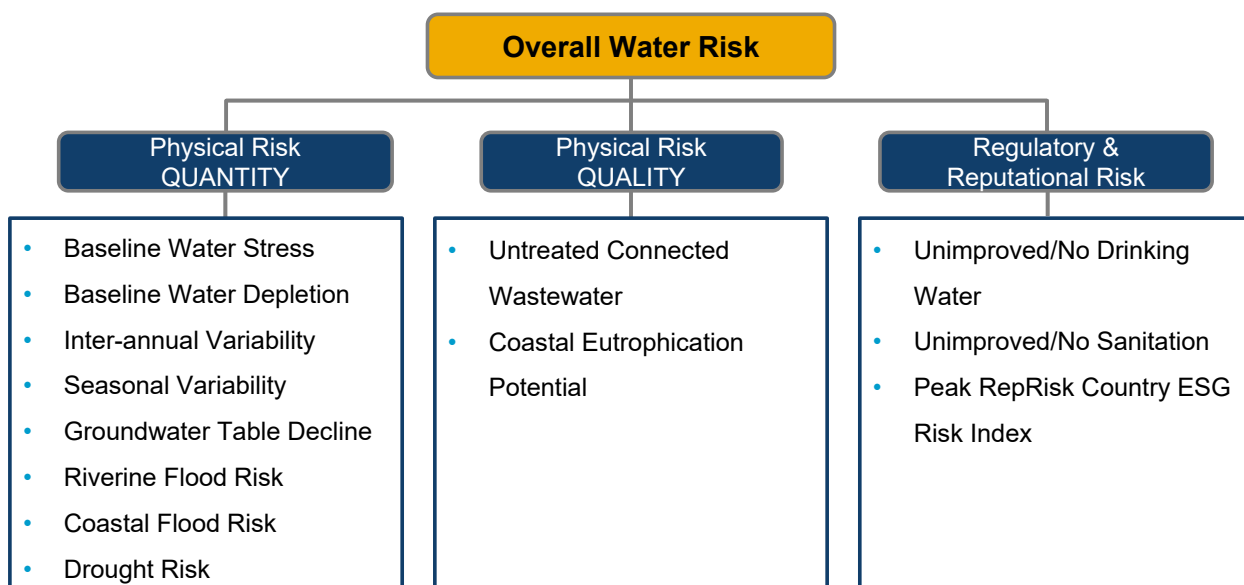 Overall Water Risk
Physical Risk
QUANTITY
• Baseline Water Stress
• Baseline Water Depletion
• Inter-annual Variability
• Seasonal Variability
• Groundwater Table Decline
• Riverine Flood Risk
• Coastal Flood Risk
• Drought Risk
Physical Risk
QUALITY
• Untreated Connected
Wastewater
• Coastal Eutrophication
Potential
Regulatory &
Reputational Risk
• Unimproved/No Drinking
Water
• Unimproved/No Sanitation
• Peak RepRisk Country ESG
Risk Index